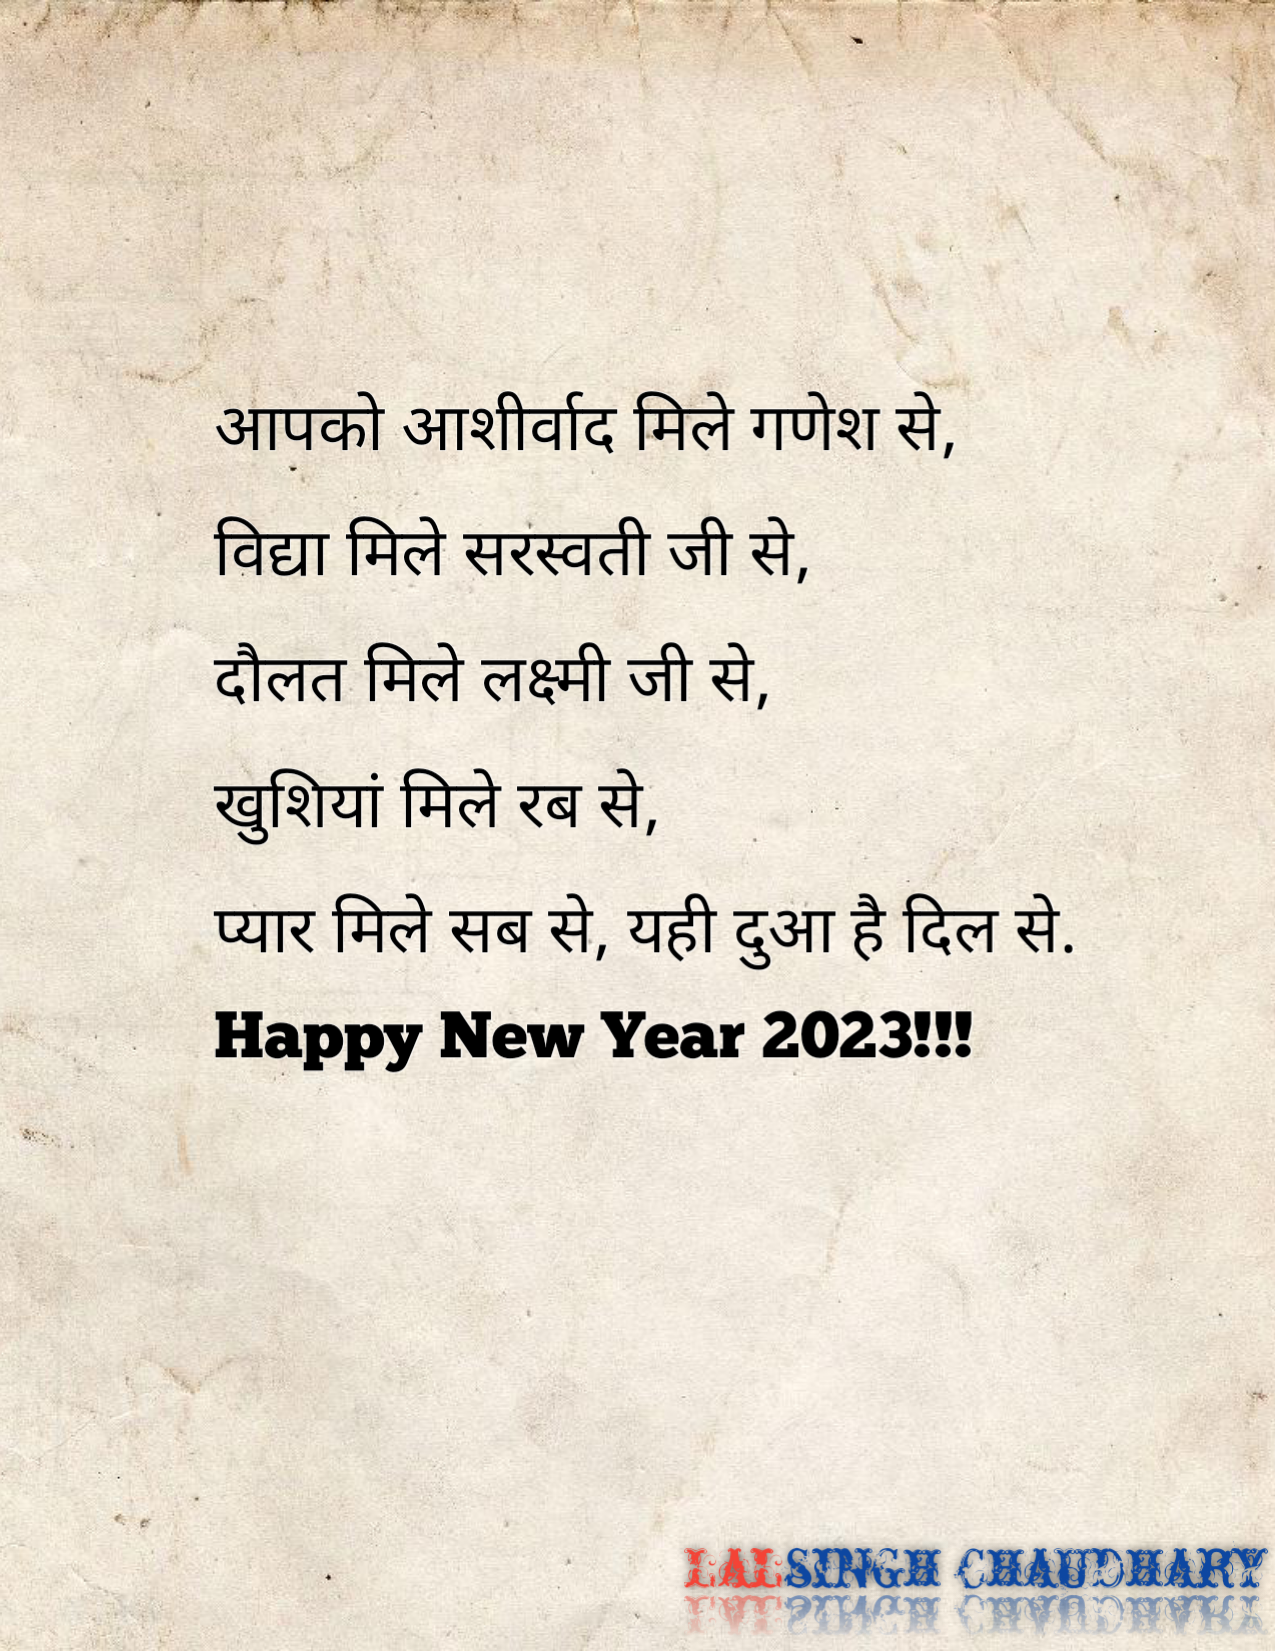 आपको आशीर्वाद मिले गणेश से,
विद्या मिले सरस्वती जी से,
दौलत मिले लक्ष्मी जी से,
खुशियां मिले रब से,
प्यार मिले सब से, यही दुआ है दिल से.
Happy New Year 2023!!!
LALSINGH CHAUDHARY